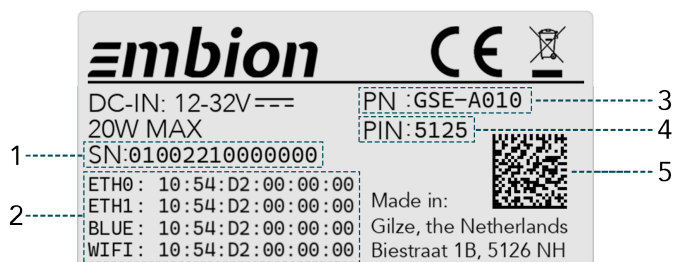 embion CE
DC-IN: 12-32V
PN :GSE-A010
3
20W MAX
PIN:5125
4
1
SN:01002210000000
5
2
ETH0: 10:54:D2:00:00:00
ETH1: 10:54:D2:00:00:00
BLUE: 10:54:D2:00:00:00
WIFI: 10:54:D2:00:00:00
Made in:
Gilze, the Netherlands
Biestraat 1B, 5126 NH